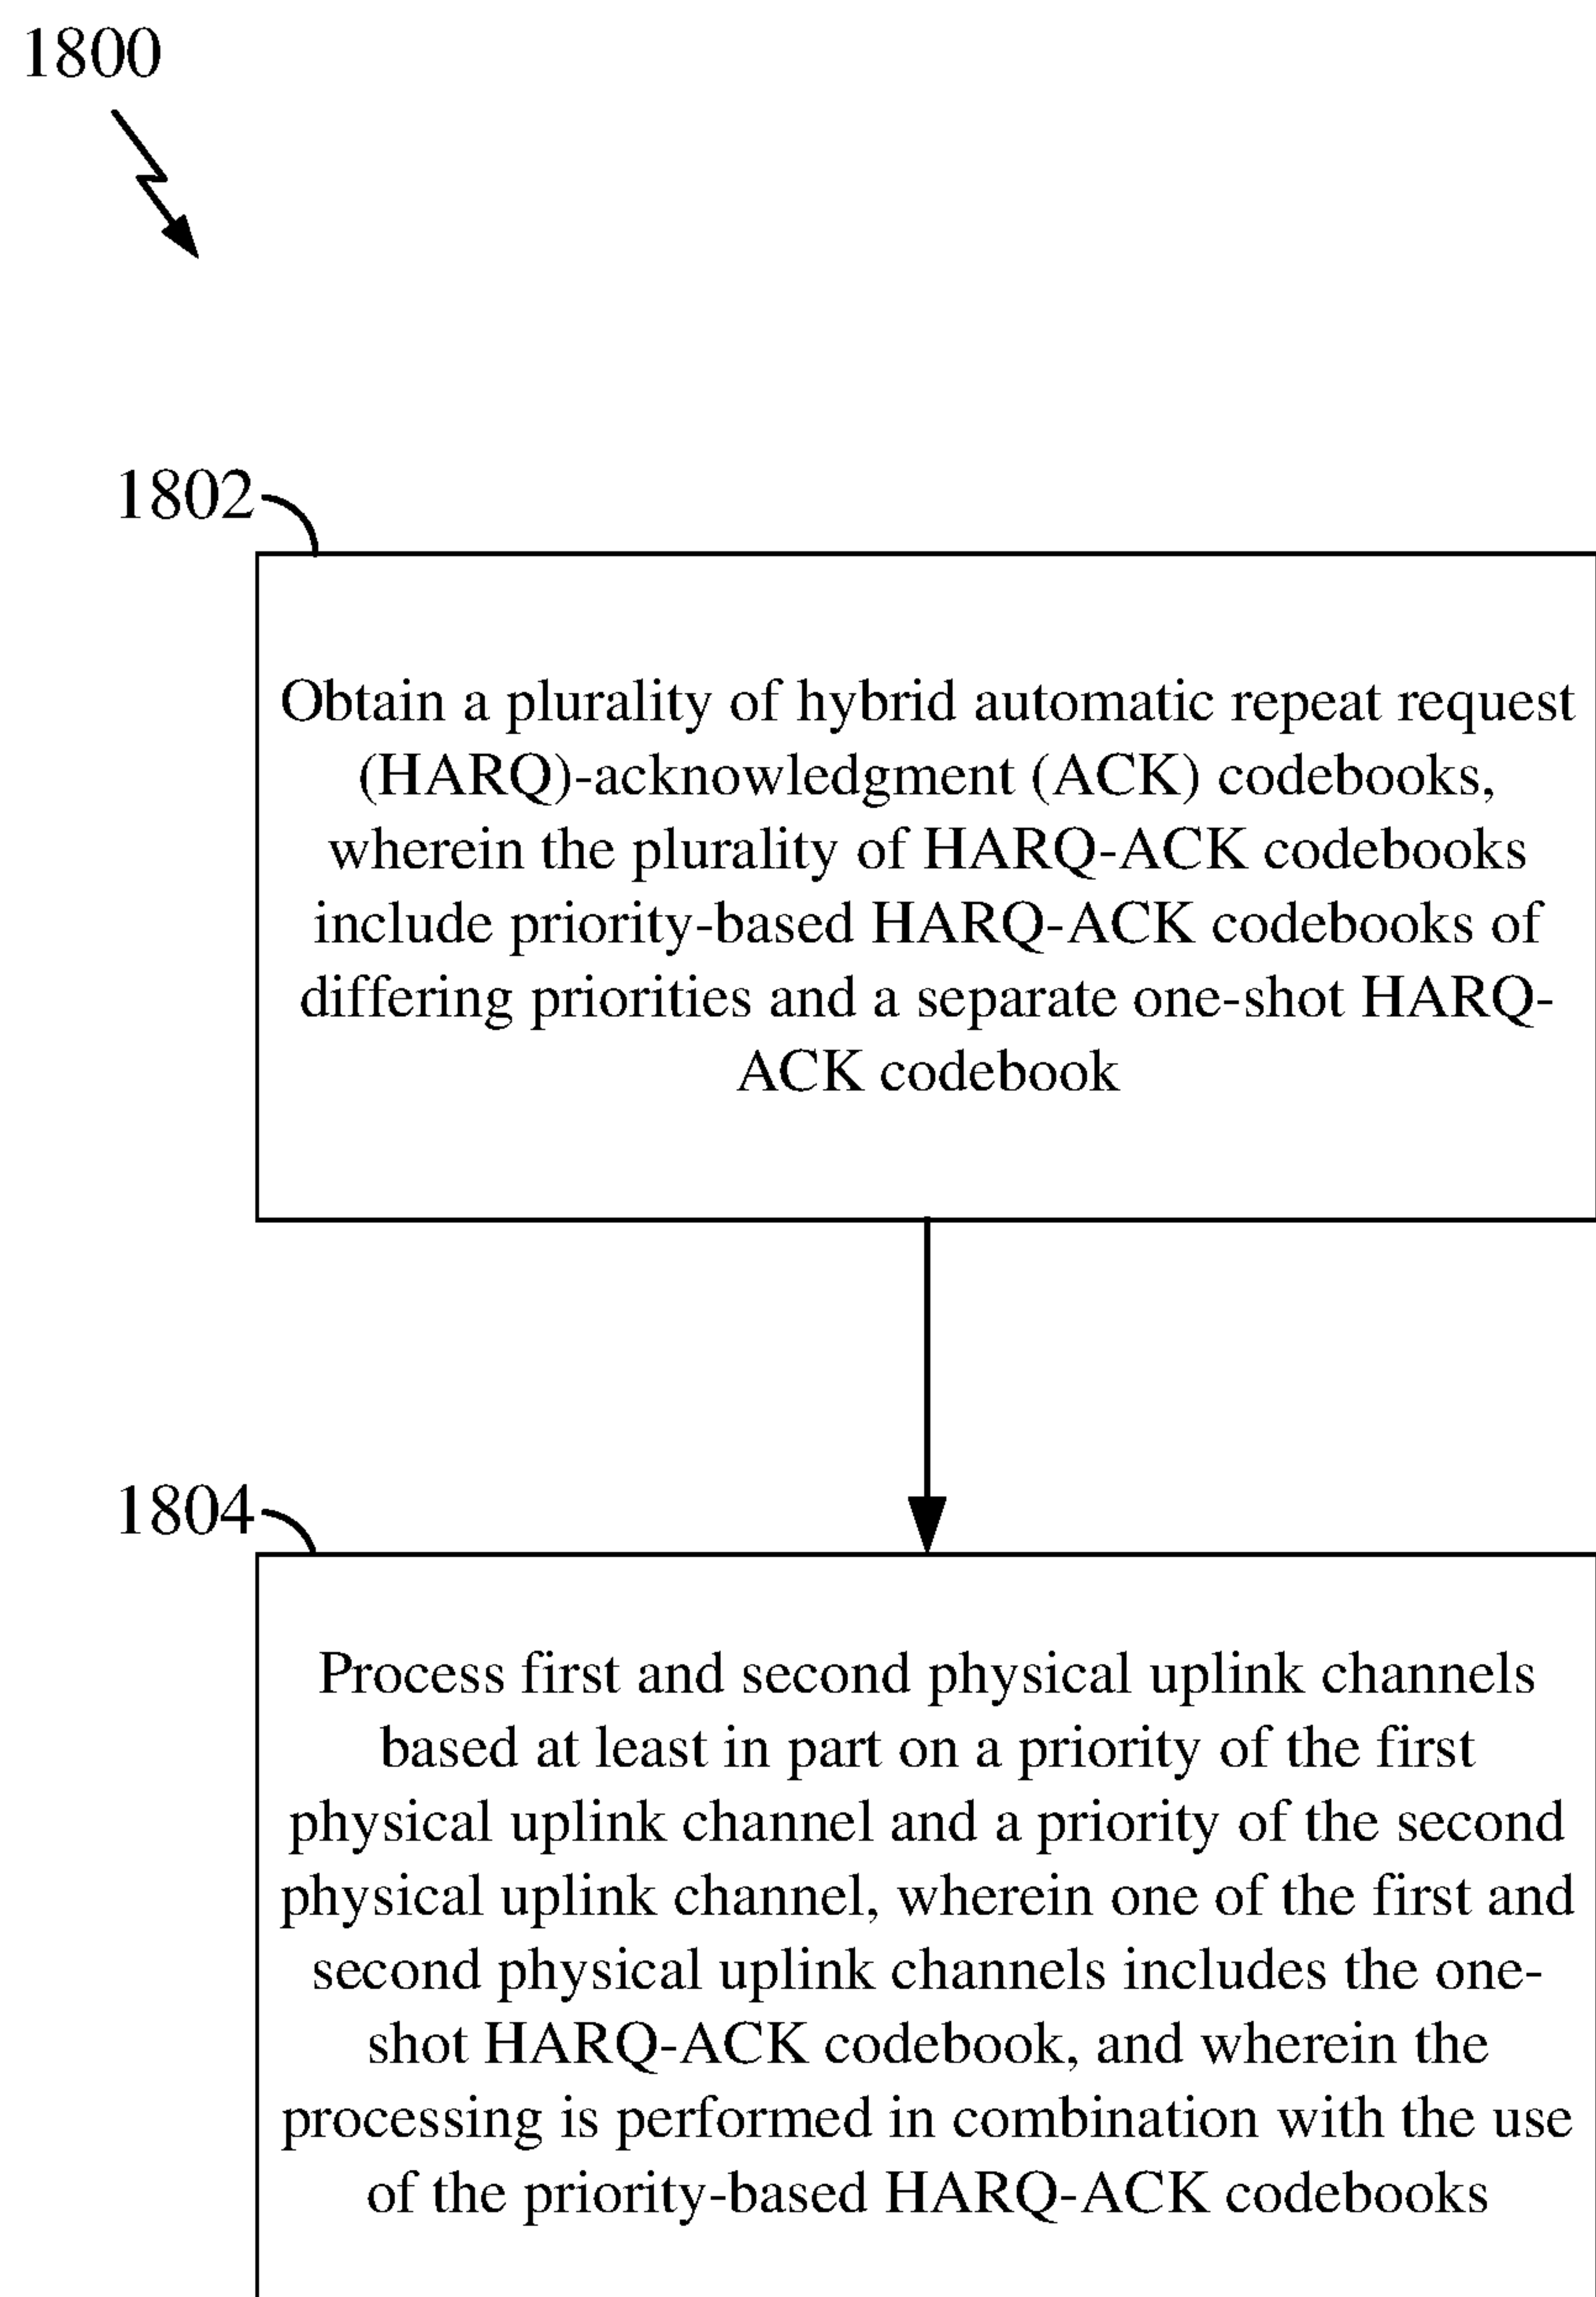 1800
1802
Obtain a plurality of hybrid automatic repeat request
(HARQ)-acknowledgment (ACK) codebooks,
wherein the plurality of HARQ-ACK codebooks
include priority-based HARQ-ACK codebooks of
differing priorities and a separate one-shot HARQ-
ACK codebook
1804
Process first and second physical uplink channels
based at least in part on a priority of the first
physical uplink channel and a priority of the second
physical uplink channel, wherein one of the first and
second physical uplink channels includes the one-
shot HARQ-ACK codebook, and wherein the
processing is performed in combination with the use
of the priority-based HARQ-ACK codebooks